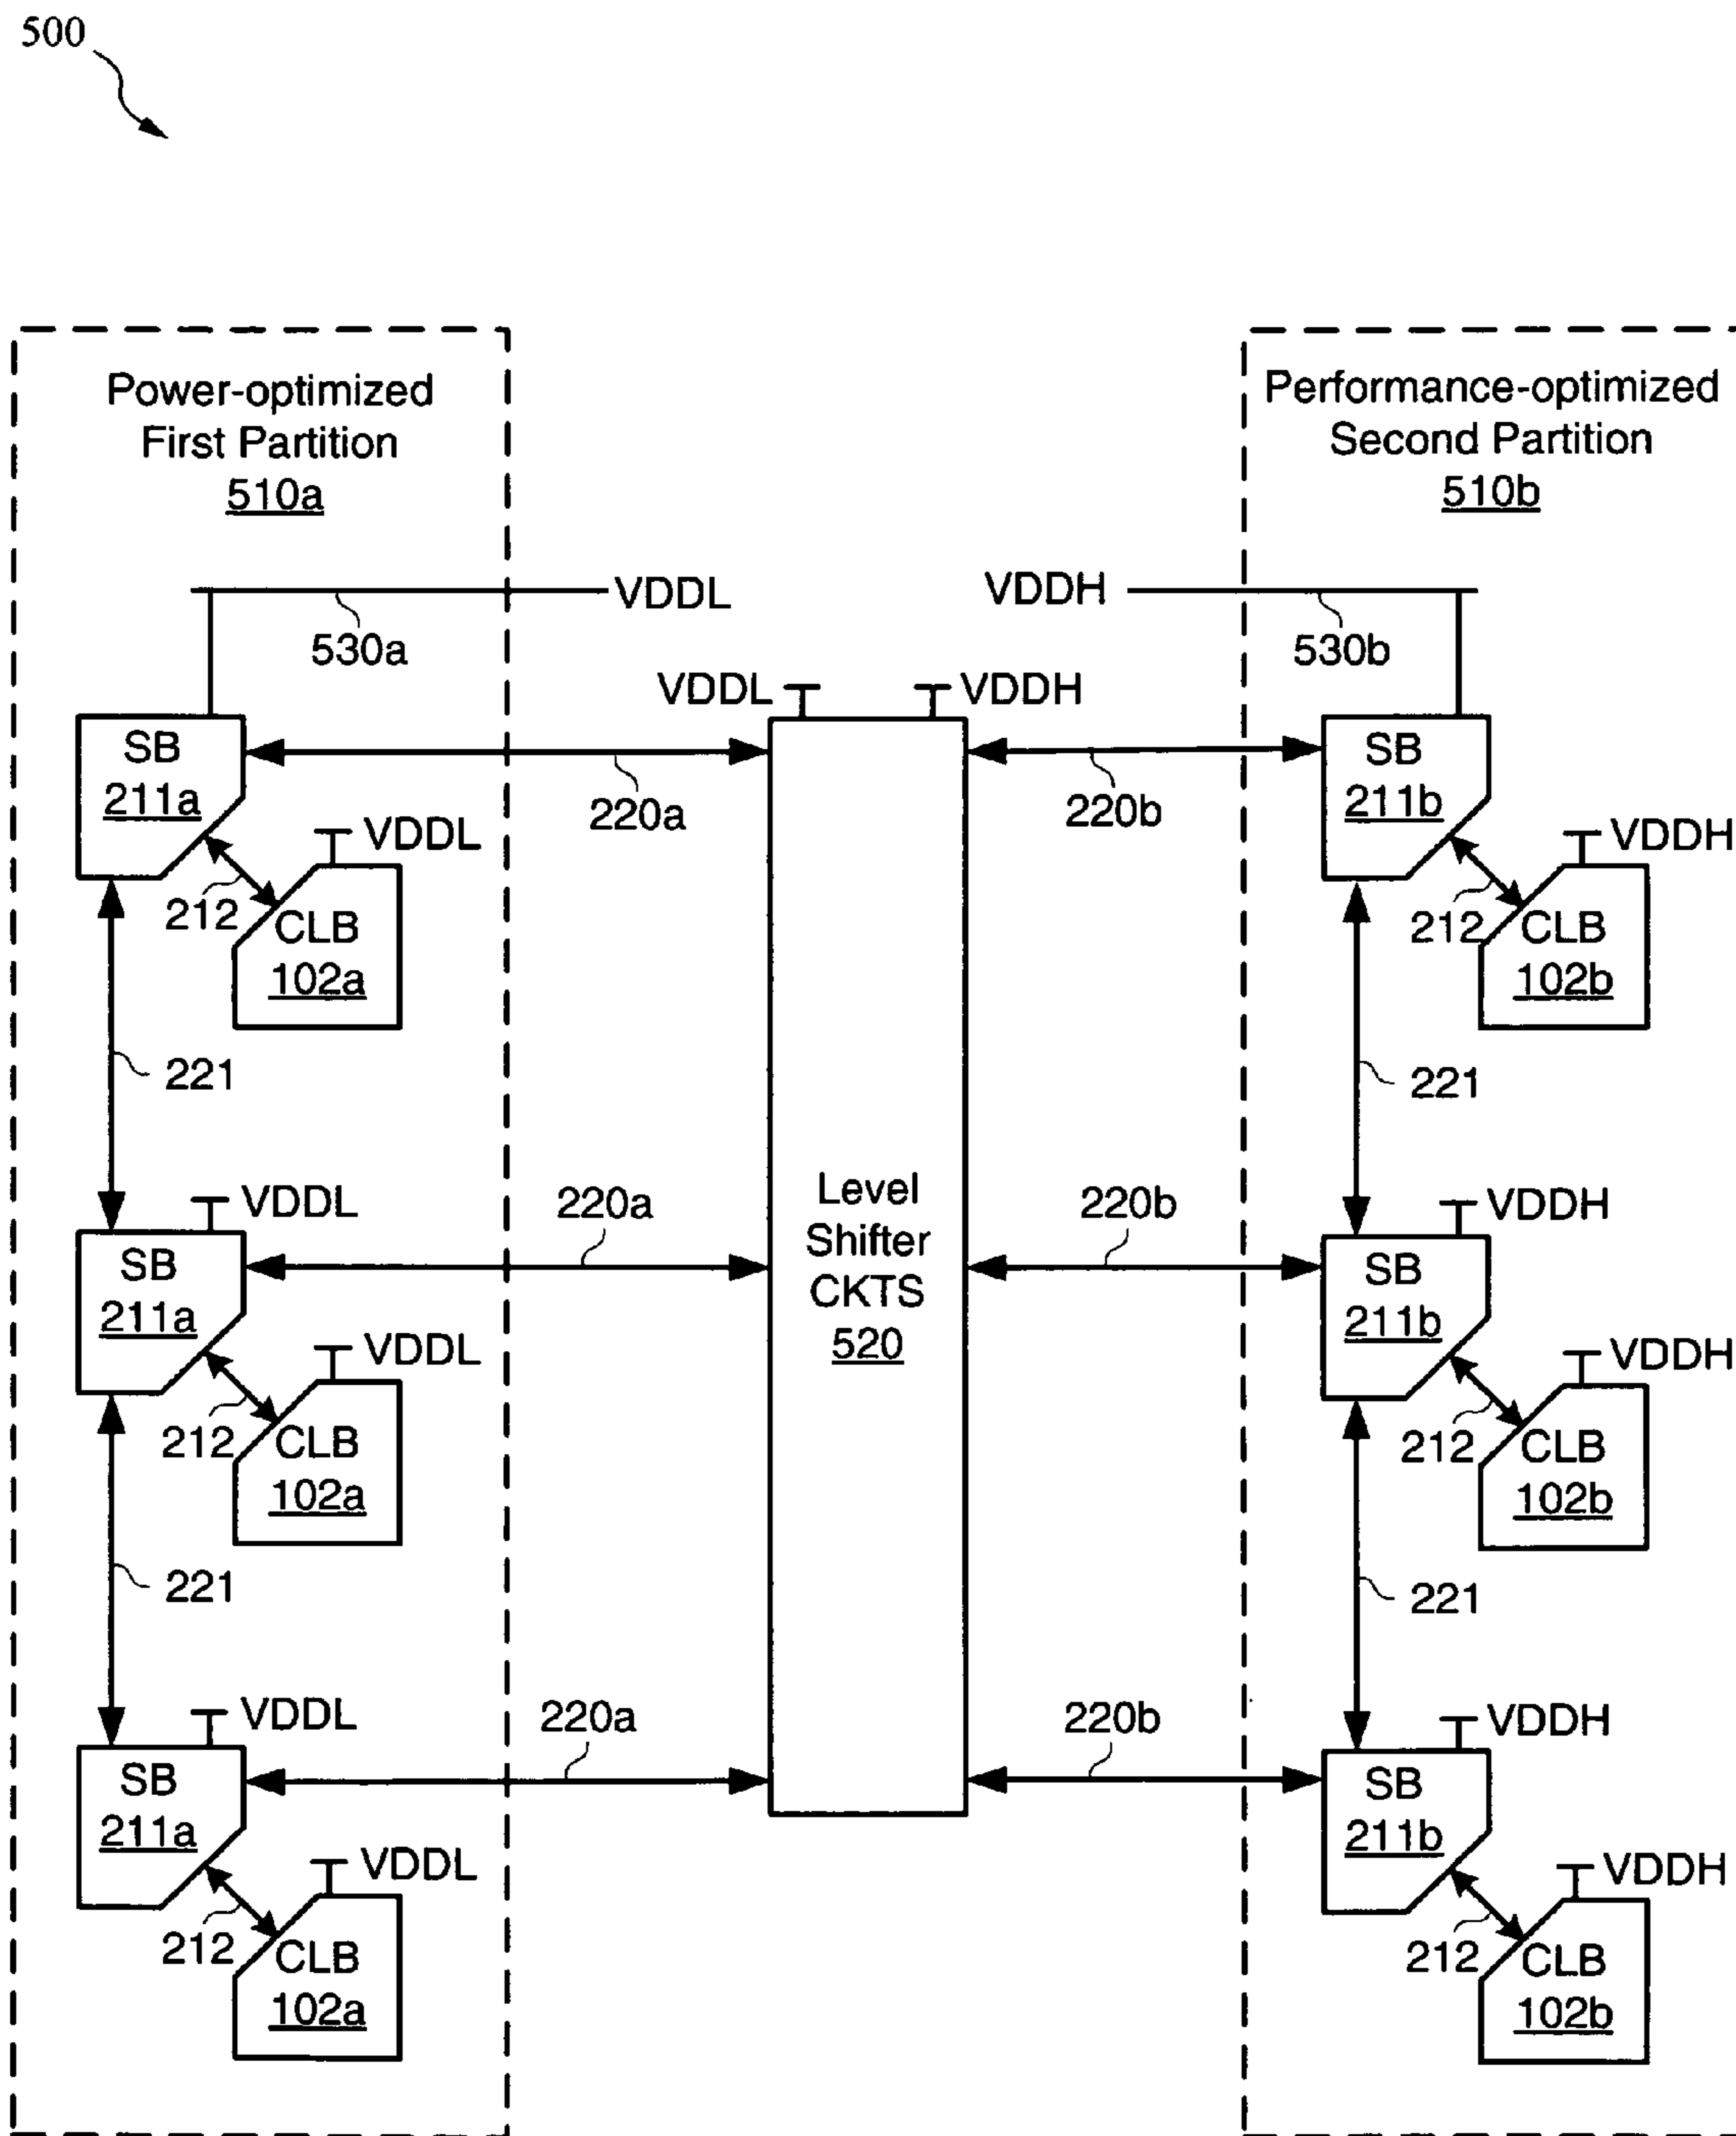 500
Power-optimized
First Partition
510a
Performance-optimized
Second Partition
510b
VDDL
VDDH
530a
530b
VDDL
VDDH
SB
211a
220a
220b
SB
211b
VDDL
VDDH
212
CLB
102a
212
CLB
102b
221
221
VDDL
220a
220b
VDDH
SB
211a
Level
Shifter
CKTS
520
SB
211b
VDDL
VDDH
212
CLB
102a
212
CLB
102b
221
221
VDDL
220a
220b
VDDH
SB
211a
SB
211b
VDDL
VDDH
212
CLB
102a
212
CLB
102b